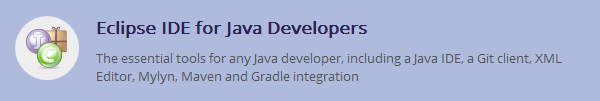 Eclipse IDE for Java Developers
The essential tools for any Java developer, including a Java IDE, a Git client, XML
Editor, Mylyn, Maven and Gradle integration